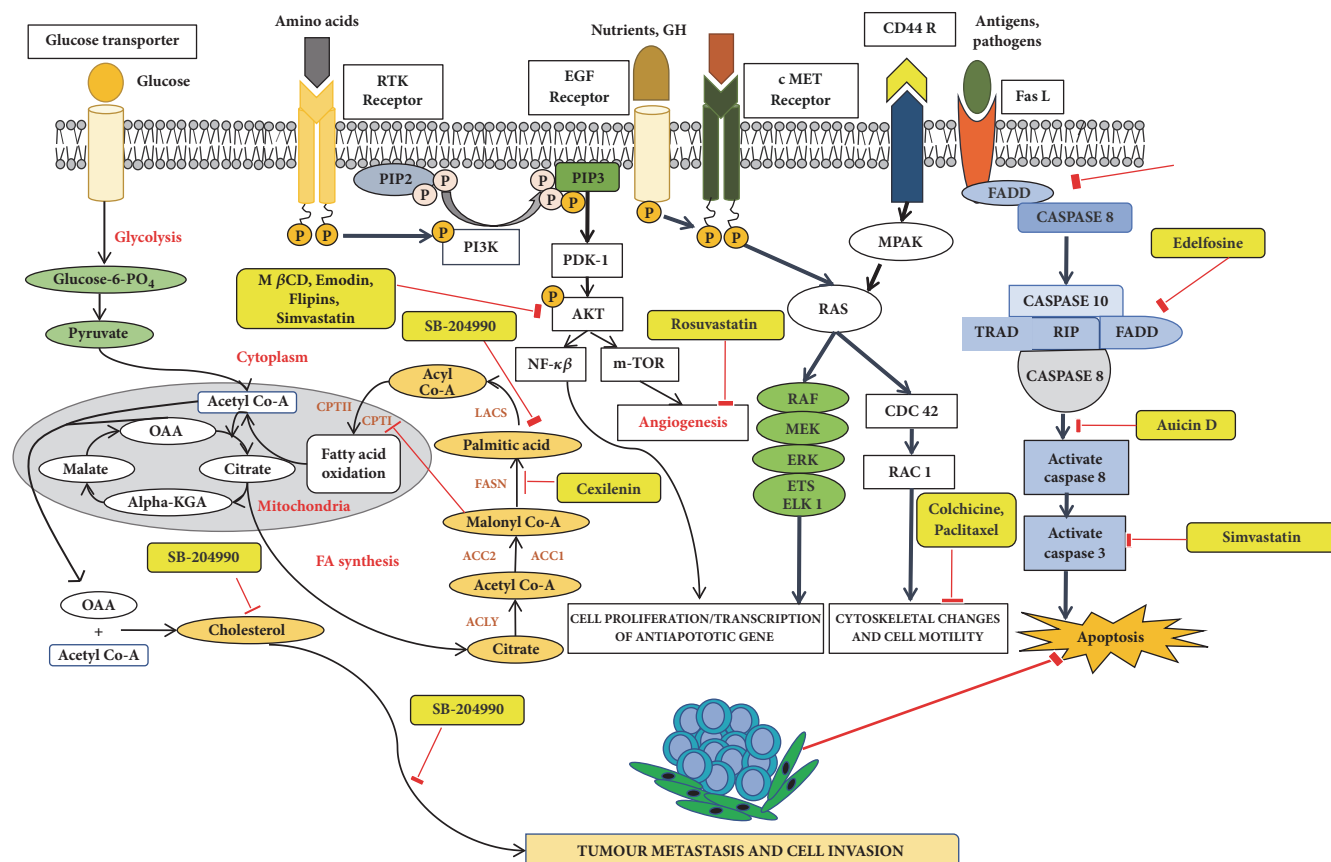 Glucose transporter
Glucose
Amino acids
RTK
Receptor
EGF
Receptor
Nutrients, GH
c MET
Receptor
CD44 R
Antigens,
pathogens
Fas L
PIP2
P
P
P
P
PIP3
P
P
P
P
P
PI3K
P
P
P
FADD
CASPASE 8
Glycolysis
Glucose-6-PO4
Pyruvate
Cytoplasm
PDK-1
P
AKT
NF-κβ
m-TOR
Angiogenesis
MPAK
RAS
M βCD, Emodin,
Flipins,
Simvastatin
SB-204990
Rosuvastatin
Edelfosine
CASPASE 10
TRAD
RIP
FADD
CASPASE 8
Acetyl Co-A
OAA
Malate
Citrate
Alpha-KGA
Mitochondria
Fatty acid
oxidation
CPTII
CPTI
Acyl
Co-A
LACS
Palmitic acid
FASN
Cexilenin
Malonyl Co-A
ACC2
ACC1
Acetyl Co-A
ACLY
Citrate
FA synthesis
RAF
MEK
ERK
ETS
ELK 1
CDC 42
RAC 1
Colchicine,
Paclitaxel
Auicin D
Activate
caspase 8
Activate
caspase 3
Simvastatin
SB-204990
OAA
+
Acetyl Co-A
Cholesterol
CELL PROLIFERATION/TRANSCRIPTION
OF ANTIAPOTOTIC GENE
CYTOSKELETAL CHANGES
AND CELL MOTILITY
Apoptosis
SB-204990
TUMOUR METASTASIS AND CELL INVASION